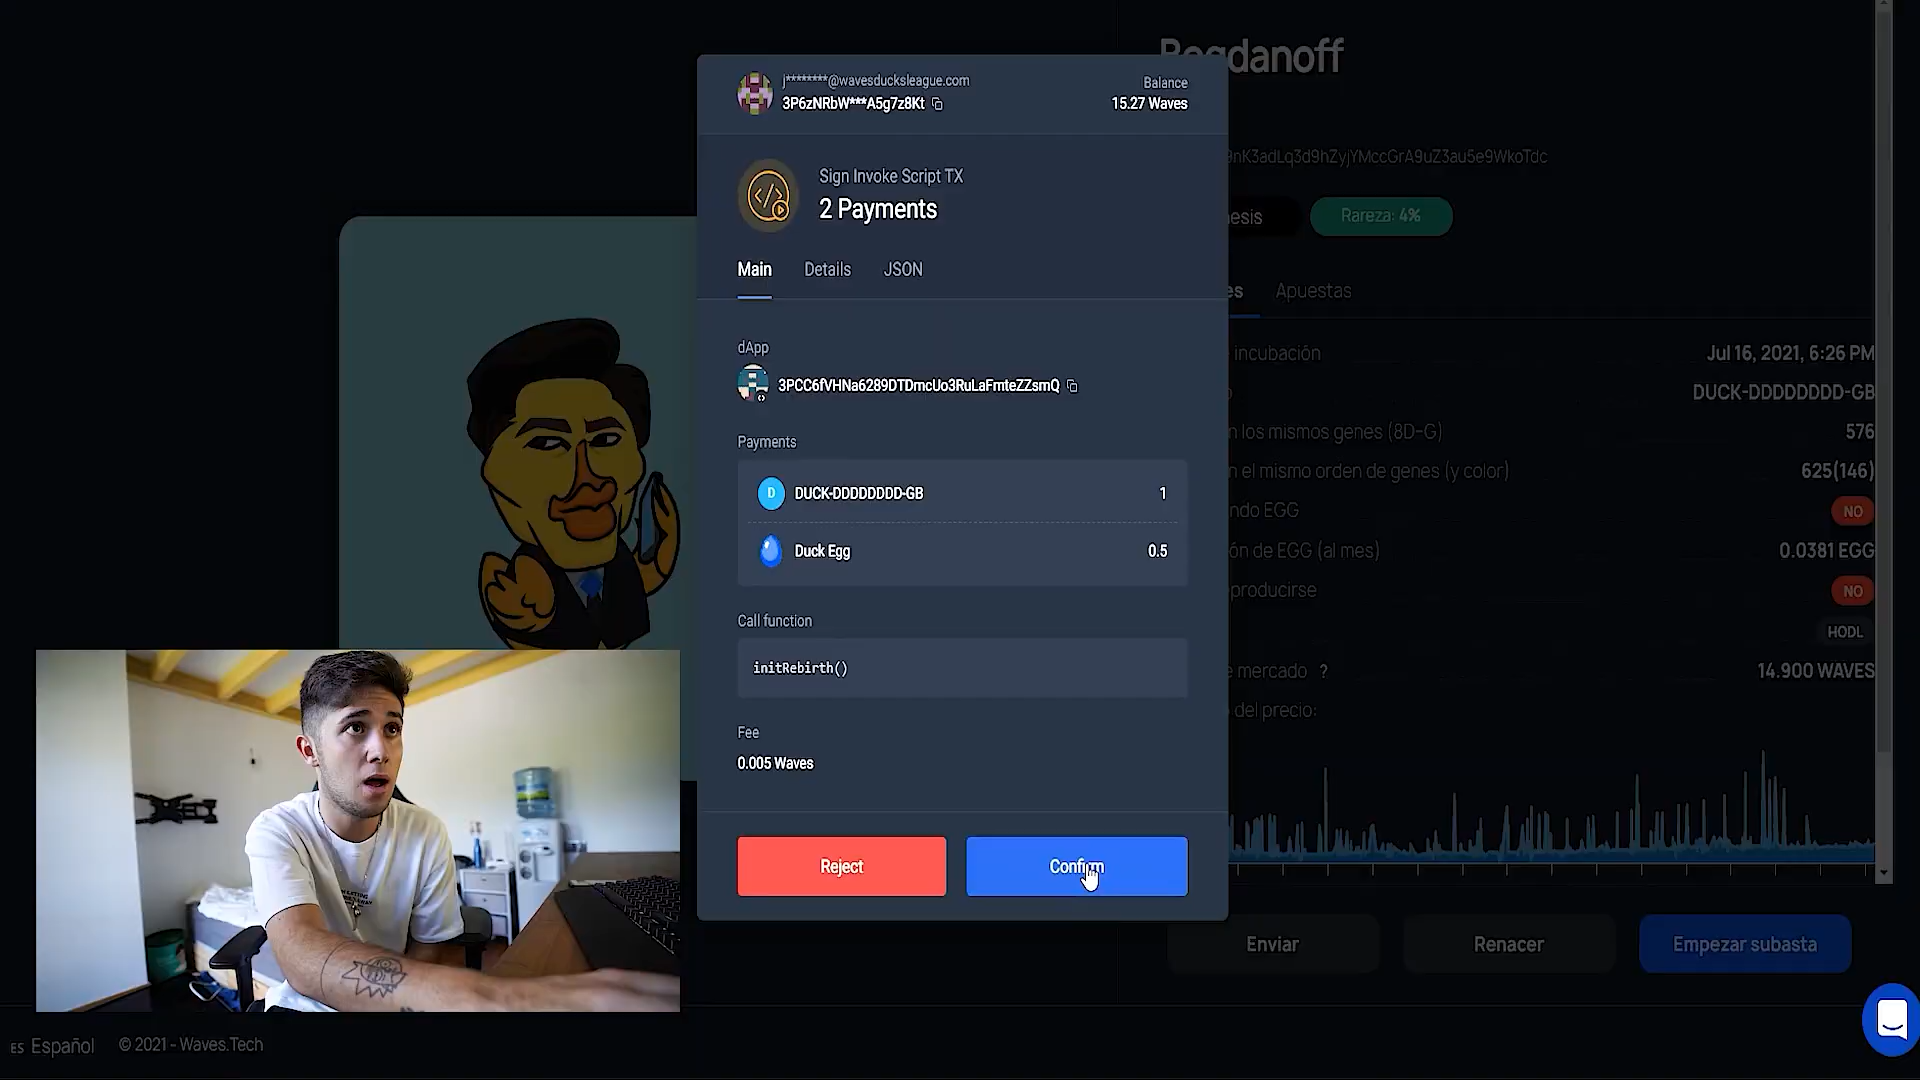 Bogdanoff
j********@wavesducksleague.com
3P6zNRbW***A5g7z8Kt
Balance
15.27 Waves
9nK3adLq3d9hZyjYMccGrA9uZ3au5e9WkoTdc
Sign Invoke Script TX
2 Payments
esis
Rareza: 4%
Main
Details
JSON
es
Apuestas
dApp
3PCC6fVHNa6289DTDmcUo3RuLaFmteZZsmQ
incubación
Jul 16, 2021, 6:26 PM
DUCK-DDDDDDDD-GB
Payments
n los mismos genes (8D-G)
576
n el mismo orden de genes (y color)
625(146)
DUCK-DDDDDDDD-GB
1
ndo EGG
NO
Duck Egg
0.5
ón de EGG (al mes)
0.0381 EGG
producirse
NO
Call function
HODL
initRebirth()
e mercado ?
14.900 WAVES
del precio:
Fee
0.005 Waves
Reject
Confirm
Enviar
Renacer
Empezar subasta
ES Español
© 2021 - Waves.Tech